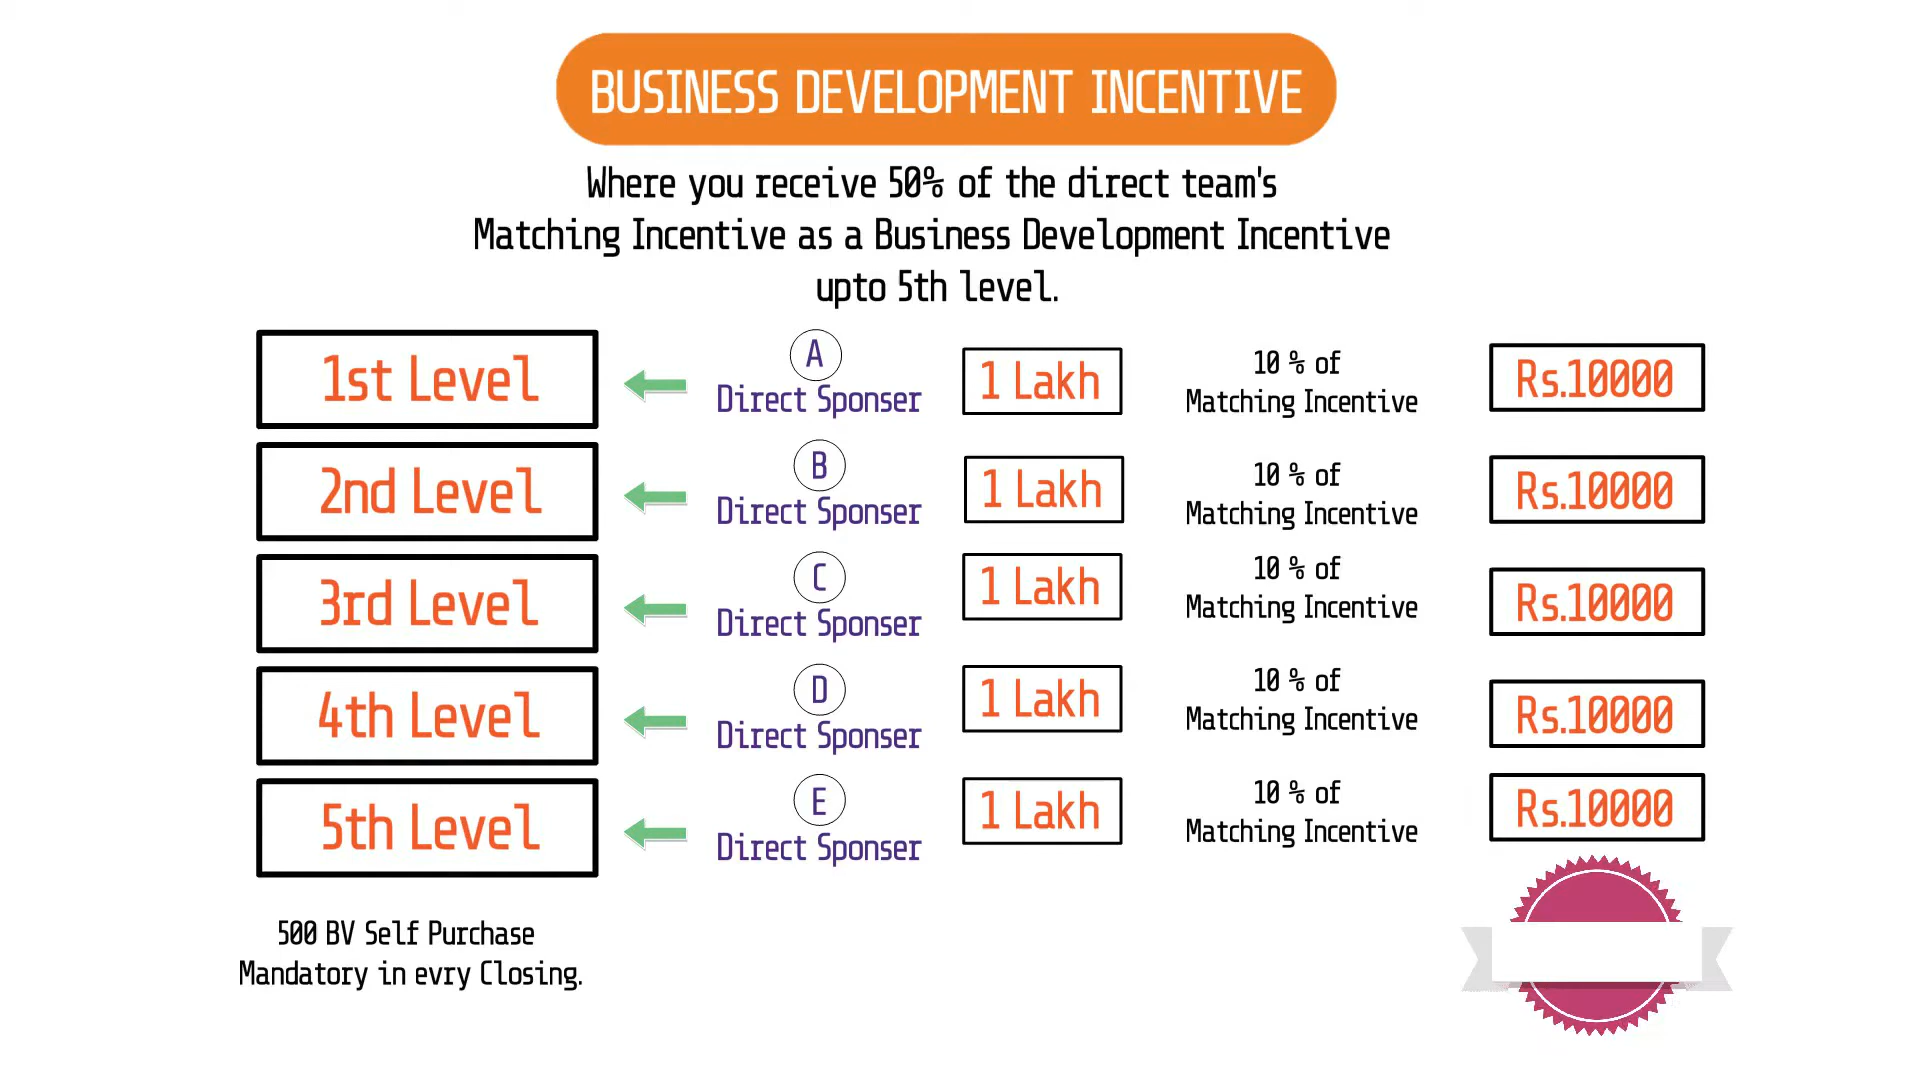 BUSINESS DEVELOPMENT INCENTIVE
Where you receive 50% of the direct team's
Matching Incentive as a Business Development Incentive
upto 5th level.
1st Level
A
Direct Sponser
1 Lakh
10 % of
Matching Incentive
Rs.10000
2nd Level
B
Direct Sponser
1 Lakh
10 % of
Matching Incentive
Rs.10000
3rd Level
C
Direct Sponser
1 Lakh
10 % of
Matching Incentive
Rs.10000
4th Level
D
Direct Sponser
1 Lakh
10 % of
Matching Incentive
Rs.10000
5th Level
E
Direct Sponser
1 Lakh
10 % of
Matching Incentive
Rs.10000
500 BV Self Purchase
Mandatory in evry Closing.